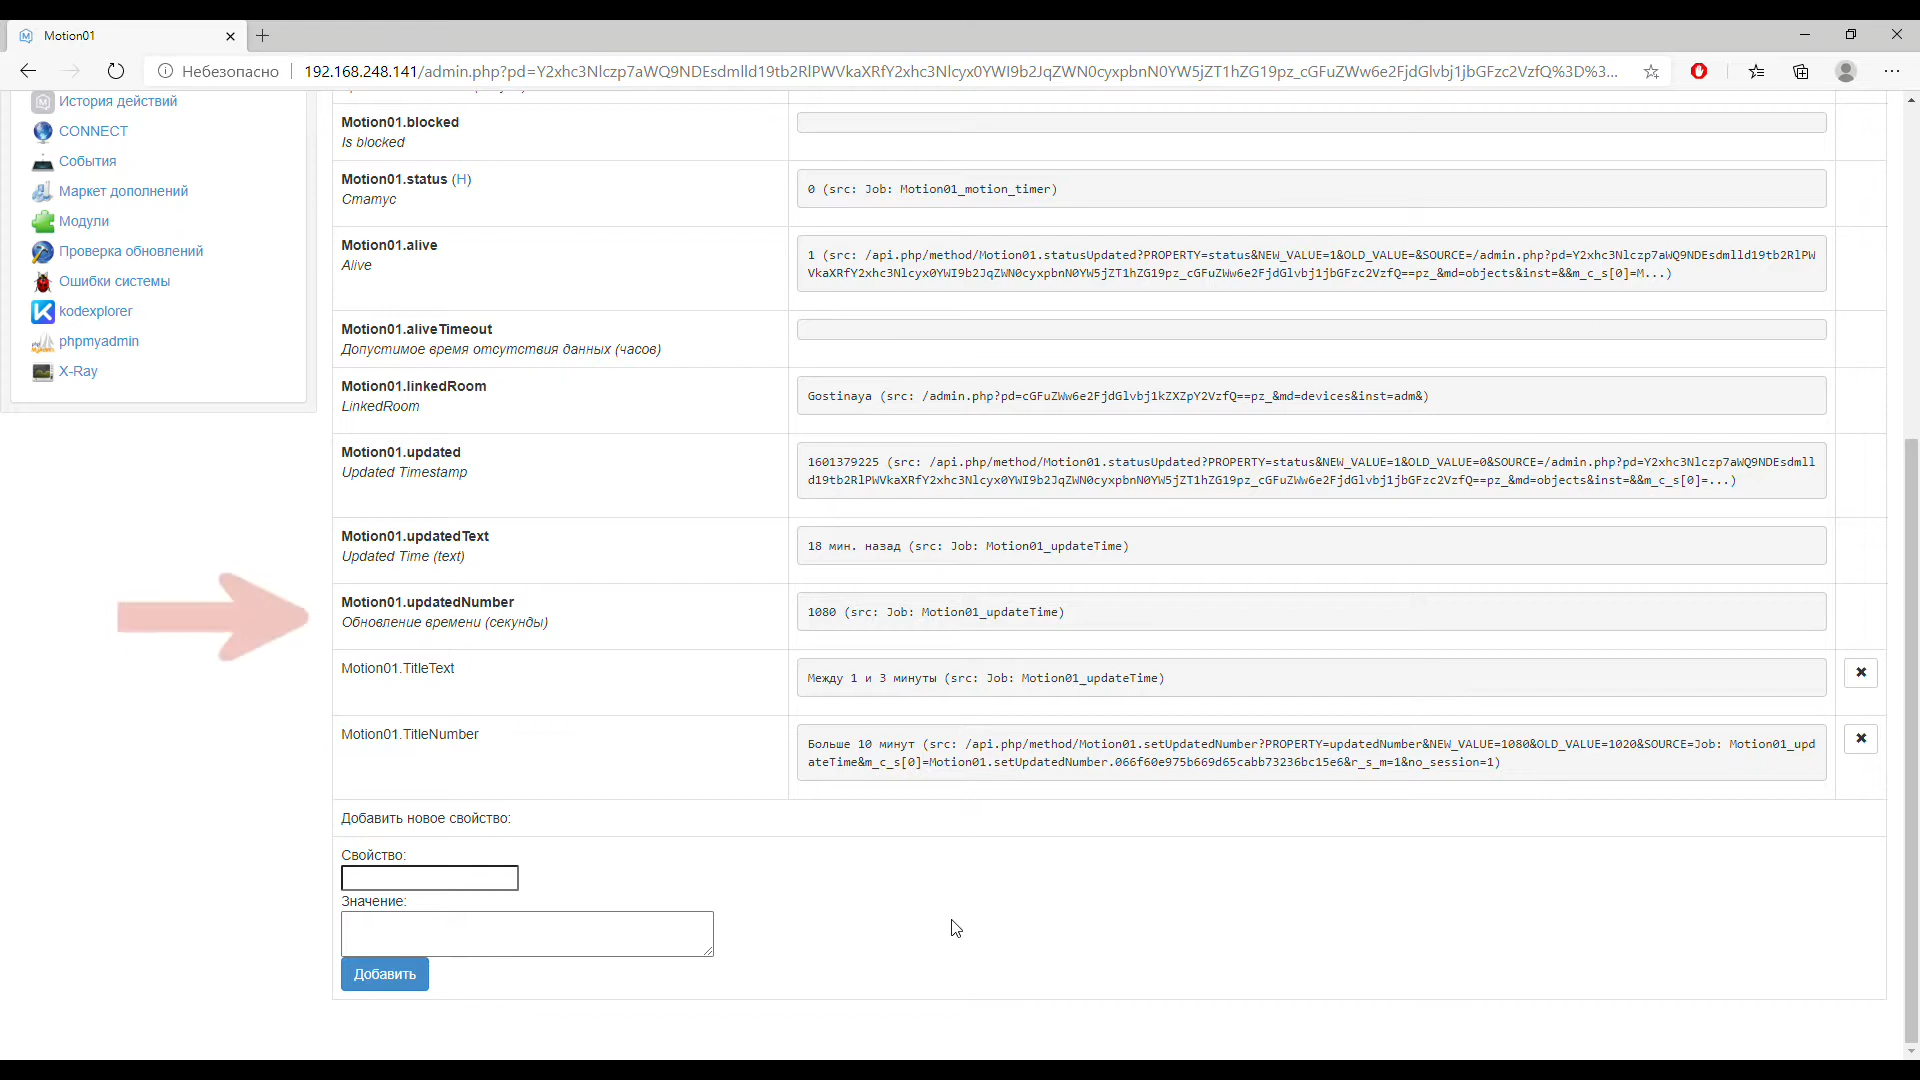 Motion01
Небезопасно
192.168.248.141/admin.php?pd=Y2xhc3Nlczp7aWQ9NDEsdmlld19tb2RlPWVkaXRfY2xhc3Nlcyx0YWI9b2JqZWN0cyxpbnN0YW5jZT1hZG19pz_cGFuZWw6e2FjdGlvbj1jbGFzc2VzfQ%3D%3...
История действий
CONNECT
События
Маркет дополнений
Модули
Проверка обновлений
Ошибки системы
kodexplorer
phpmyadmin
X-Ray
Motion01.blocked
Is blocked
Motion01.status (H)
Статус
0 (src: Job: Motion01_motion_timer)
Motion01.alive
Alive
1 (src: /api.php/method/Motion01.statusUpdated?PROPERTY=status&NEW_VALUE=1&OLD_VALUE=&SOURCE=/admin.php?pd=Y2xhc3Nlczp7aWQ9NDEsdmlld19tb2RlPW
VkaXRfY2xhc3Nlcyx0YWI9b2JqZWN0cyxpbnN0YW5jZT1hZG19pz_cGFuZWw6e2FjdGlvbj1jbGFzc2VzfQ==pz_&md=objects&inst=&&m_c_s[0]=M...)
Motion01.aliveTimeout
Допустимое время отсутствия данных (часов)
Motion01.linkedRoom
LinkedRoom
Gostinaya (src: /admin.php?pd=cGFuZWw6e2FjdGlvbj1kZXZpY2VzfQ==pz_&md=devices&inst=adm&)
Motion01.updated
Updated Timestamp
1601379225 (src: /api.php/method/Motion01.statusUpdated?PROPERTY=status&NEW_VALUE=1&OLD_VALUE=0&SOURCE=/admin.php?pd=Y2xhc3Nlczp7aWQ9NDEsdmll
d19tb2RlPWVkaXRfY2xhc3Nlcyx0YWI9b2JqZWN0cyxpbnN0YW5jZT1hZG19pz_cGFuZWw6e2FjdGlvbj1jbGFzc2VzfQ==pz_&md=objects&inst=&&m_c_s[0]=...)
Motion01.updatedText
Updated Time (text)
18 мин. назад (src: Job: Motion01_updateTime)
Motion01.updatedNumber
Обновление времени (секунды)
1080 (src: Job: Motion01_updateTime)
Motion01.TitleText
Между 1 и 3 минуты (src: Job: Motion01_updateTime)
Motion01.TitleNumber
Больше 10 минут (src: /api.php/method/Motion01.setUpdatedNumber?PROPERTY=updatedNumber&NEW_VALUE=1080&OLD_VALUE=1020&SOURCE=Job: Motion01_upd
ateTime&m_c_s[0]=Motion01.setUpdatedNumber.066f60e975b669d65cabb73236bc15e6&r_s_m=1&no_session=1)
Добавить новое свойство:
Свойство:
Значение:
Добавить